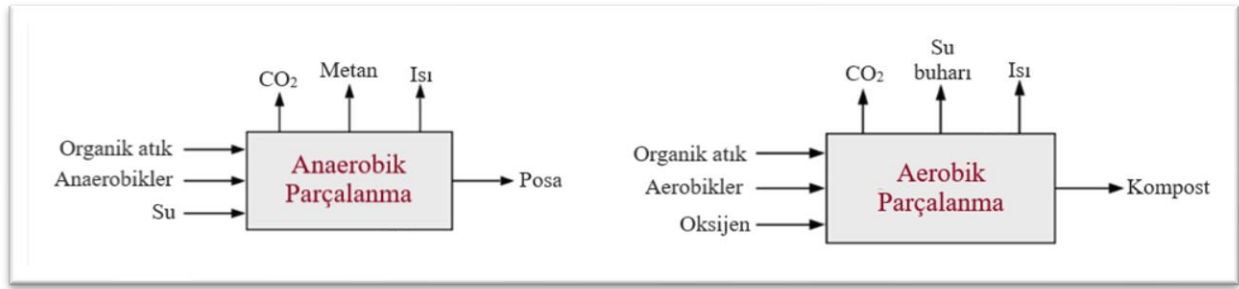 CO₂
Metan
Isı
Organik atık
Anaerobikler
Su
Anaerobik
Parçalanma
Posa
CO₂
Su
buharı
Isı
Organik atık
Aerobikler
Oksijen
Aerobik
Parçalanma
Kompost